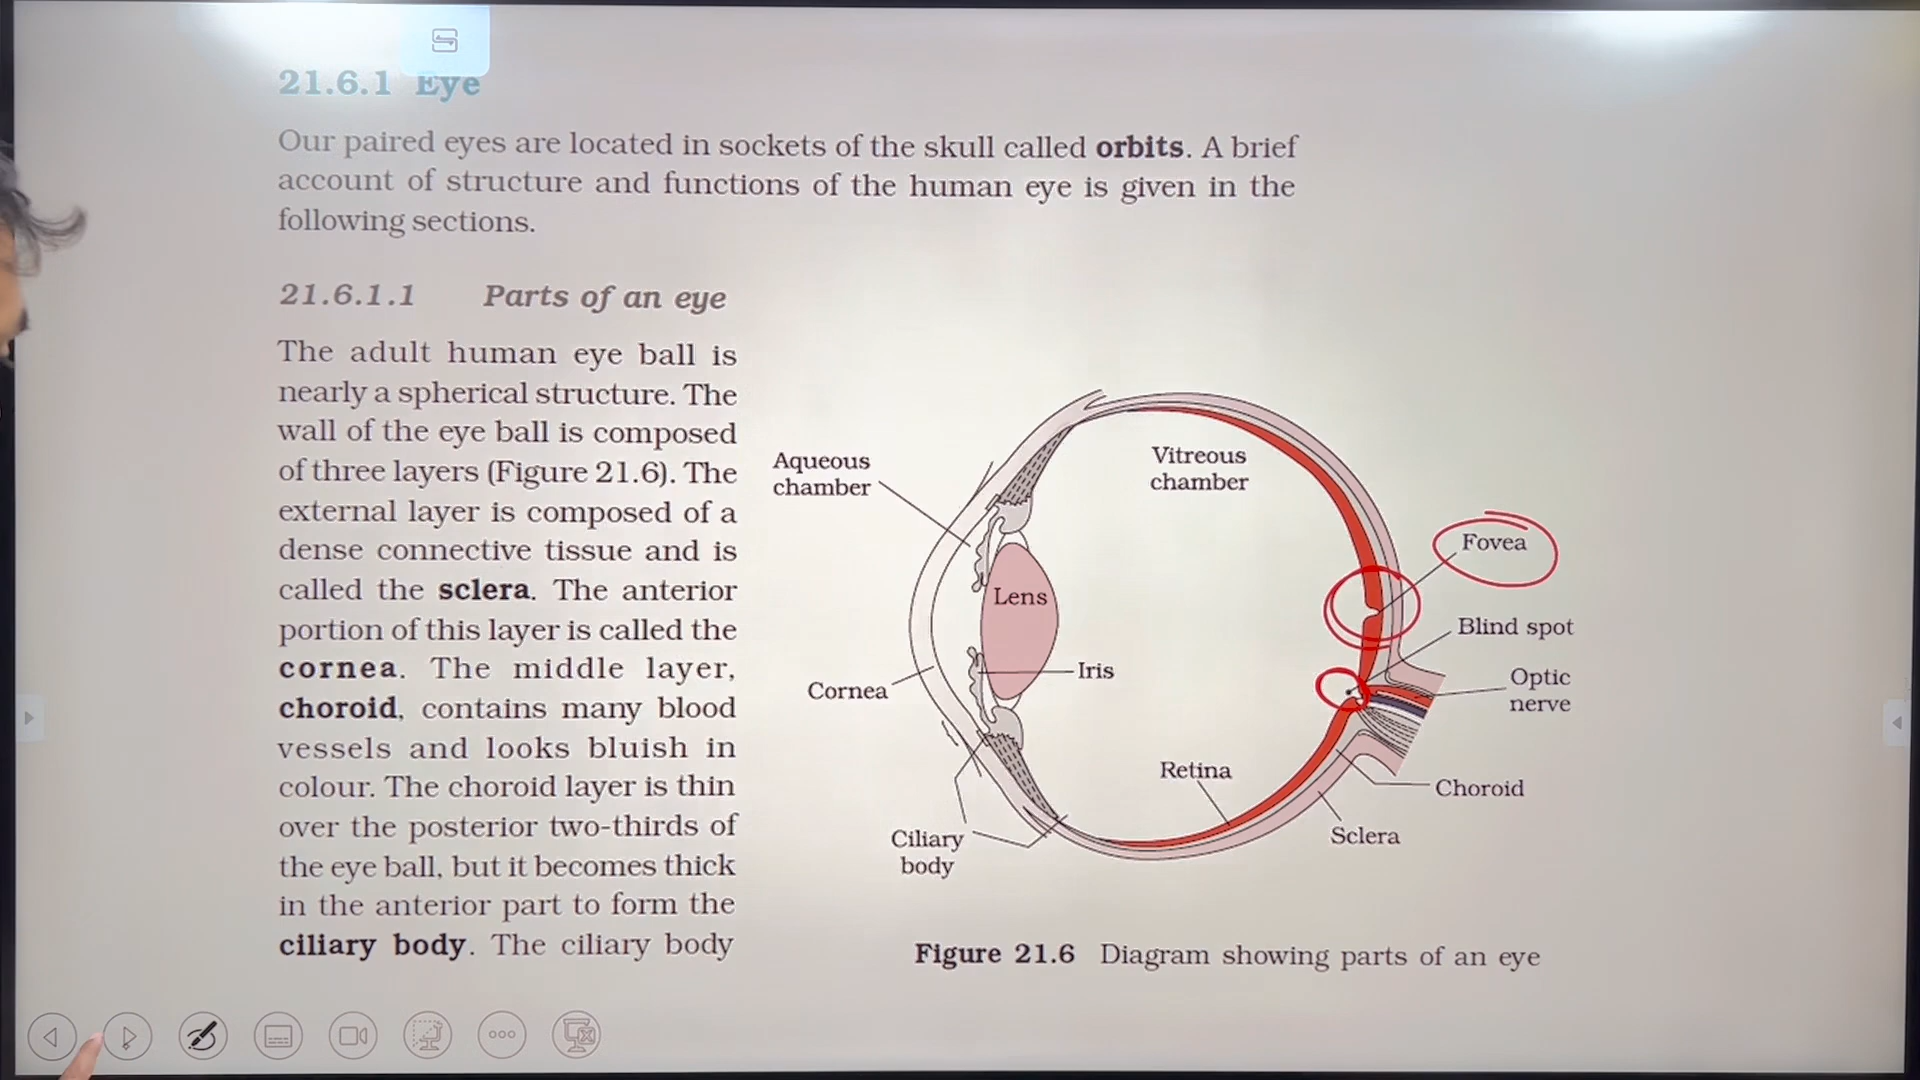 21.6.1 Eye
Our paired eyes are located in sockets of the skull called orbits. A brief
account of structure and functions of the human eye is given in the
following sections.
21.6.1.1 Parts of an eye
The adult human eye ball is
nearly a spherical structure. The
wall of the eye ball is composed
of three layers (Figure 21.6). The
external layer is composed of a
dense connective tissue and is
called the sclera. The anterior
portion of this layer is called the
cornea. The middle layer,
choroid, contains many blood
vessels and looks bluish in
colour. The choroid layer is thin
over the posterior two-thirds of
the eye ball, but it becomes thick
in the anterior part to form the
ciliary body. The ciliary body
Aqueous
chamber
Vitreous
chamber
Fovea
Lens
Blind spot
Iris
Cornea
Optic
nerve
Retina
Choroid
Sclera
Ciliary
body
Figure 21.6 Diagram showing parts of an eye